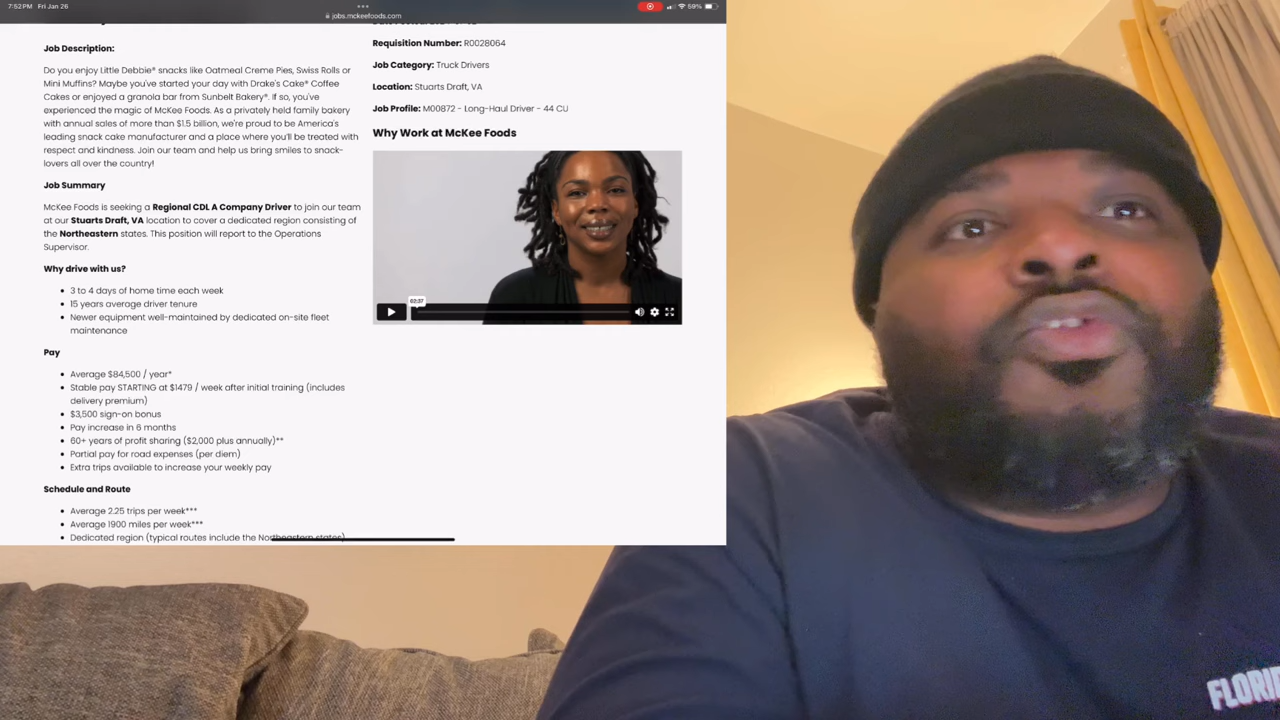 7:52 PM Fri Jan 26
59%
jobs.mckeefoods.com
Job Description:
Do you enjoy Little Debbie® snacks like Oatmeal Creme Pies, Swiss Rolls or
Mini Muffins? Maybe you've started your day with Drake's Cake® Coffee
Cakes or enjoyed a granola bar from Sunbelt Bakery®. If so, you've
experienced the magic of McKee Foods. As a privately held family bakery
with annual sales of more than $1.5 billion, we're proud to be America's
leading snack cake manufacturer and a place where you'll be treated with
respect and kindness. Join our team and help us bring smiles to snack-
lovers all over the country!
Job Summary
McKee Foods is seeking a Regional CDL A Company Driver to join our team
at our Stuarts Draft, VA location to cover a dedicated region consisting of
the Northeastern states. This position will report to the Operations
Supervisor.
Why drive with us?
• 3 to 4 days of home time each week
• 15 years average driver tenure
• Newer equipment well-maintained by dedicated on-site fleet
maintenance
Pay
• Average $84,500 / year*
• Stable pay STARTING at $1479 / week after initial training (includes
delivery premium)
• $3,500 sign-on bonus
• Pay increase in 6 months
• 60+ years of profit sharing ($2,000 plus annually)**
• Partial pay for road expenses (per diem)
• Extra trips available to increase your weekly pay
Schedule and Route
• Average 2.25 trips per week***
• Average 1900 miles per week***
• Dedicated region (typical routes include the Northeastern states)
Requisition Number: R0028064
Job Category: Truck Drivers
Location: Stuarts Draft, VA
Job Profile: M00872 - Long-Haul Driver - 44 CU
Why Work at McKee Foods
02:37
FLORI